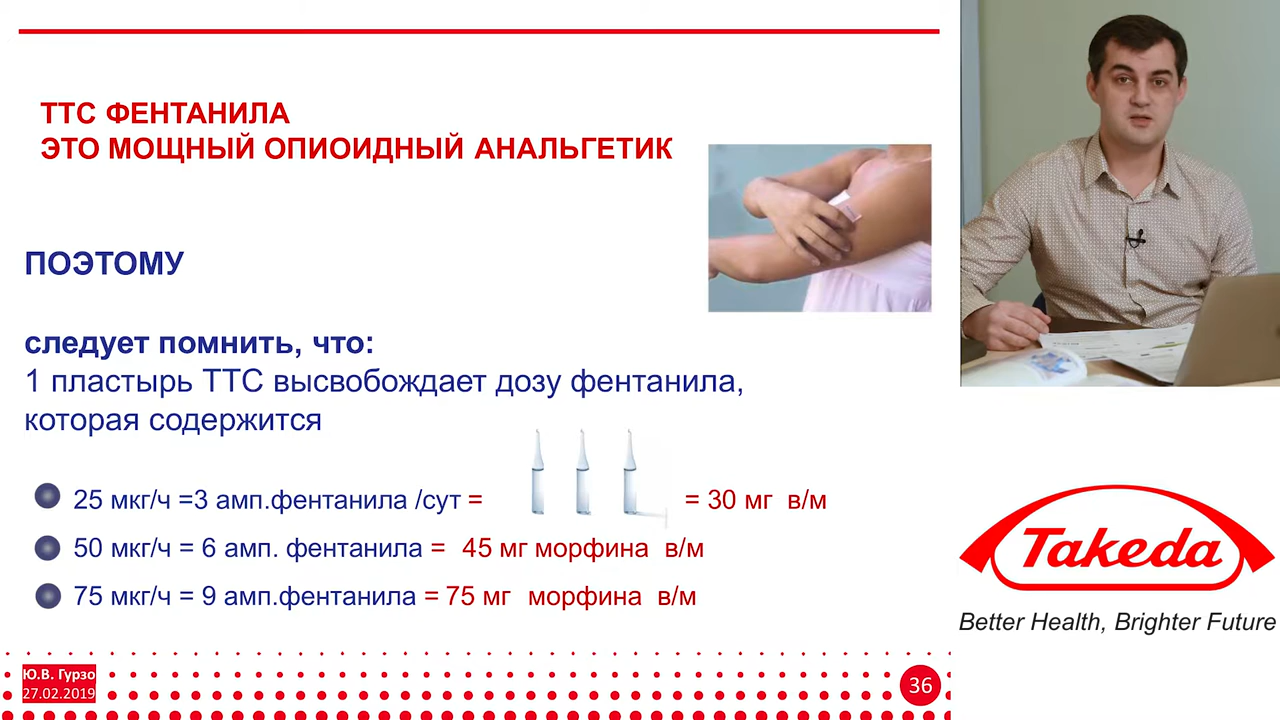 ТТС ФЕНТАНИЛА
ЭТО МОЩНЫЙ ОПИОИДНЫЙ АНАЛЬГЕТИК
ПОЭТОМУ
следует помнить, что:
1 пластырь ТТС высвобождает дозу фентанила,
которая содержится
25 мкг/ч =3 амп.фентанила /сут = = 30 мг в/м
50 мкг/ч = 6 амп. фентанила = 45 мг морфина в/м
75 мкг/ч = 9 амп.фентанила = 75 мг морфина в/м
Ю.В. Гурзо
27.02.2019
36
Takeda
Better Health, Brighter Future